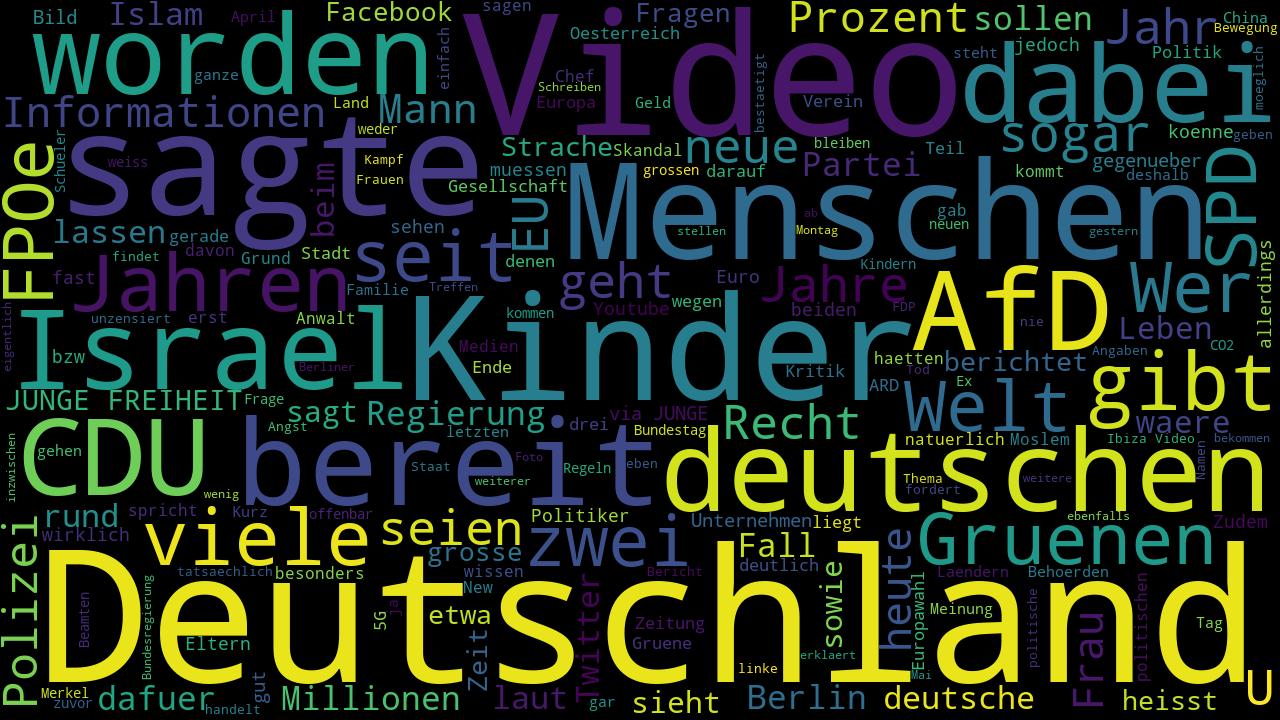 Bild
Islam
April
Facebook
sagen
Fragen
Prozent
sollen
Jahr
China
Bewegung
worden
Video
Oesterreich
jedoch
steht
Politik
dabei
moeglich
ganze
einfach
Chef
Schreiben
Europa
Geld
bestaetigt
Verein
Informationen
Land
Mann
weder
sogar
koenne
geben
FPOe
schueler
weiss
sagte
Kampf
Frauen
beim
Strache
Skandal
neue
bleiben
Partei
Teil
gegenueber
deshalb
SPD
muessen
grossen
darauf
kommt
Gesellschaft
Menschen
lassen
gerade
sehen
EU
ab
Montag
stellen
gab
neuen
gestern
findet
davon
Grund
Stadt
seit
denen
fast
Jahren
Familie
Treffen
geht
Euro
Jahre
Kindern
AfD
Wer
allerdings
eigentlich
unzensiert
erst
Anwalt
kommen
Youtube
wegen
beiden
FDP
nie
Leben
Israel
Kinder
bzw
Berliner
Medien
Ende
Kritik
ARD
haetten
Tod
berichtet
Angaben
CO2
Ex
JUNGE FREIHEIT
Frage
sagt
Regierung
drei
via JUNGE
Recht
Welt
gibt
waere
inzwischen
CDU
gehen
wenig
Angst
letzten
Bundestag
natuerlich
Moslem
Ibiza Video
bekommen
bereit
Staat
Foto
Regeln
weiterer
eben
deutschen
Thema
fordert
weitere
Namen
Polizei
rund
spricht
Kurz
offenbar
wirklich
viele
seien
Politiker
zwei
Unternehmen
liegt
Gruenen
ebenfalls
Zudem
grosse
Fall
deutlich
heute
tatsaechlich
besonders
wissen
New
Bericht
Laendern
Behoerden
Beamten
Bundesregierung
Deutschland
5G
ja
etwa
Twitter
Zeitung
Gruene
sowie
Europawahl
Meinung
politische
Frau
politischen
Tag
Eltern
Zeit
linke
erklaert
Mai
Merkel
zuvor
dafuer
handelt
gut
Millionen
laut
gar
sieht
Berlin
deutsche
heisst
U